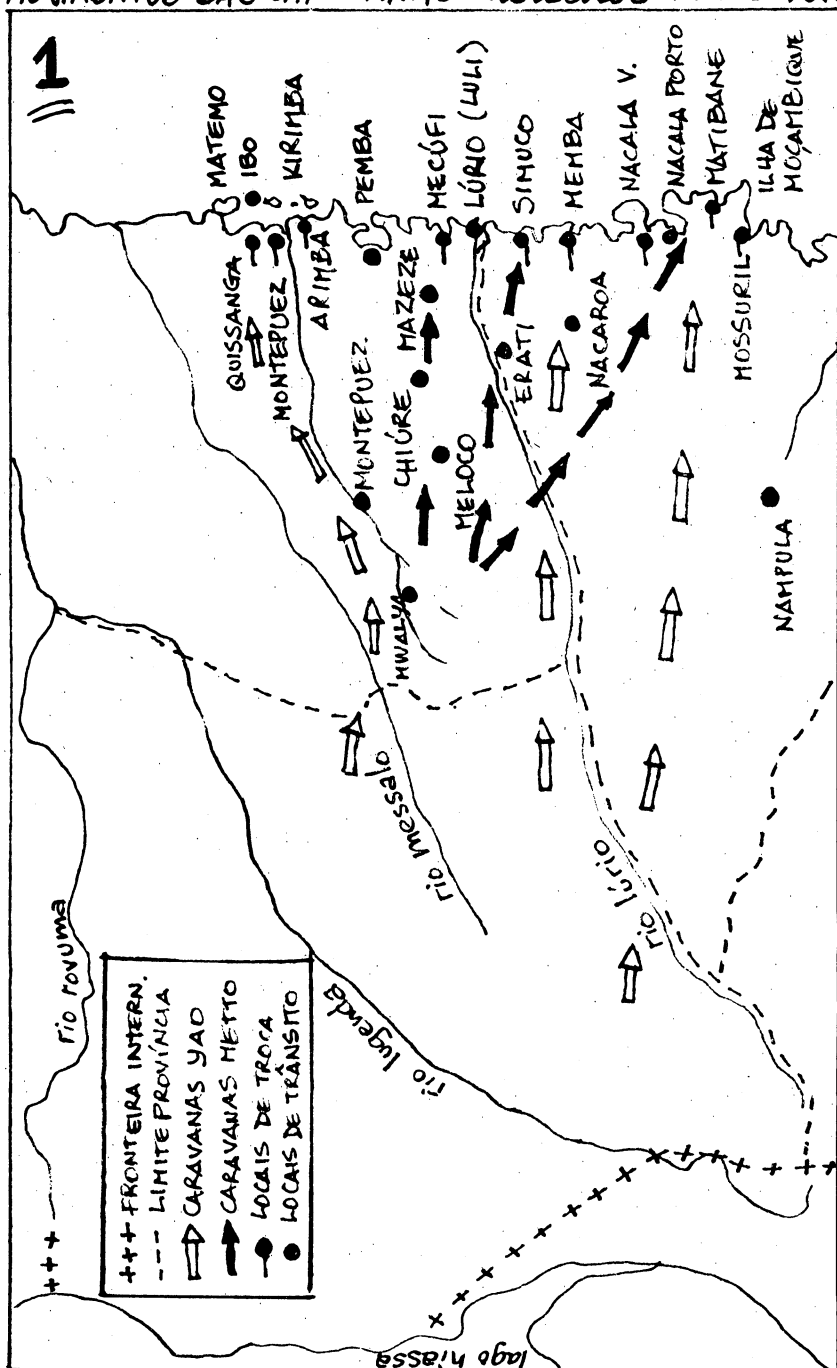 1
MATEMO
IBO
KIRIMBA
PEMBA
MECÚFI
LÚRIO (LULI)
SIMUCO
MEMBA
NACALA V.
NACALA PORTO
MATIBANE
ILHA DE
MOÇAMBIQUE
QUISSANGA
MONTEPUEZ
ARIMBA
MONTEPUEZ
CHIÚRE
MAZEZE
MELOCO
ERATI
NACAROA
MOSSURIL
NAMPULA
MWALYA
rio messalo
rio lúrio
rio rovuma
rio lugenda
lago niassa
+++ FRONTEIRA INTERN.
--- LIMITE PROVÍNCIA
CARAVANAS YAO
CARAVANAS METTO
LOCAIS DE TROCA
LOCAIS DE TRÂNSITO